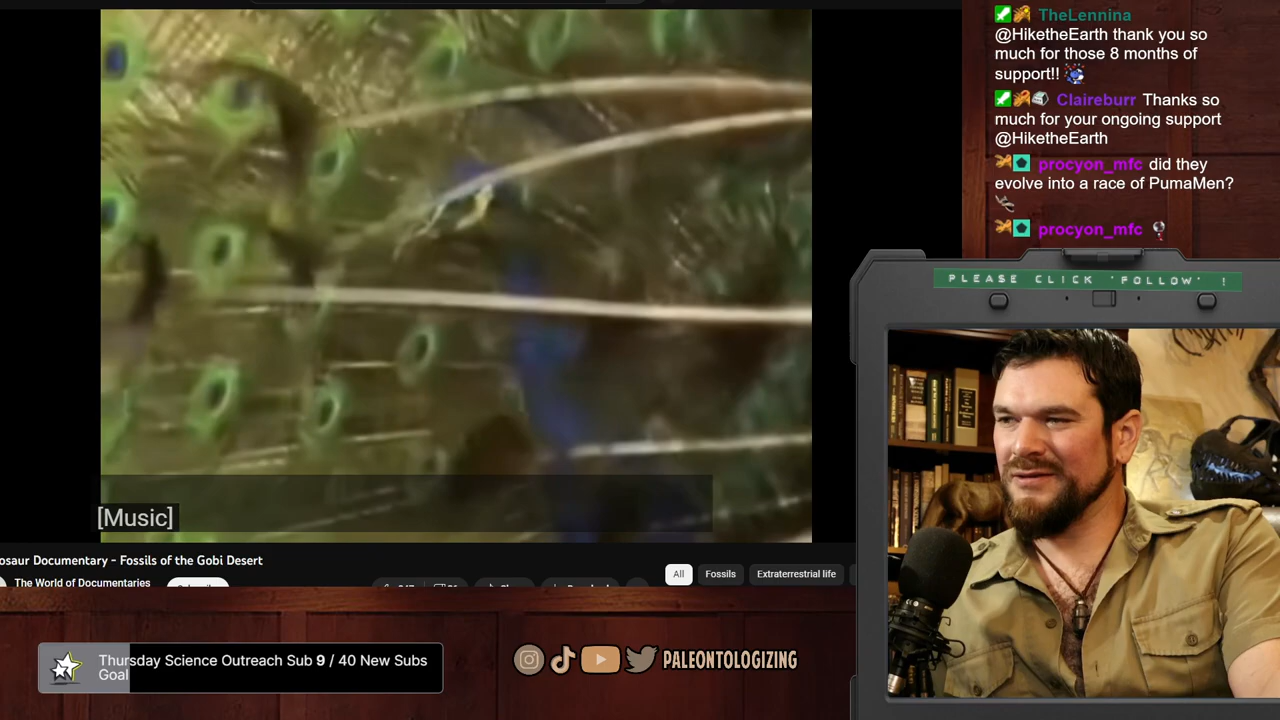 TheLennina
@HiketheEarth thank you so
much for those 8 months of
support!!
Claireburr Thanks so
much for your ongoing support
@HiketheEarth
procyon_mfc did they
evolve into a race of PumaMen?
procyon_mfc
PLEASE CLICK 'FOLLOW' !
[Music]
osaur Documentary - Fossils of the Gobi Desert
The World of Documentaries
All
Fossils
Extraterrestrial life
Thursday Science Outreach Sub 9 / 40 New Subs
Goal
PALEONTOLOGIZING